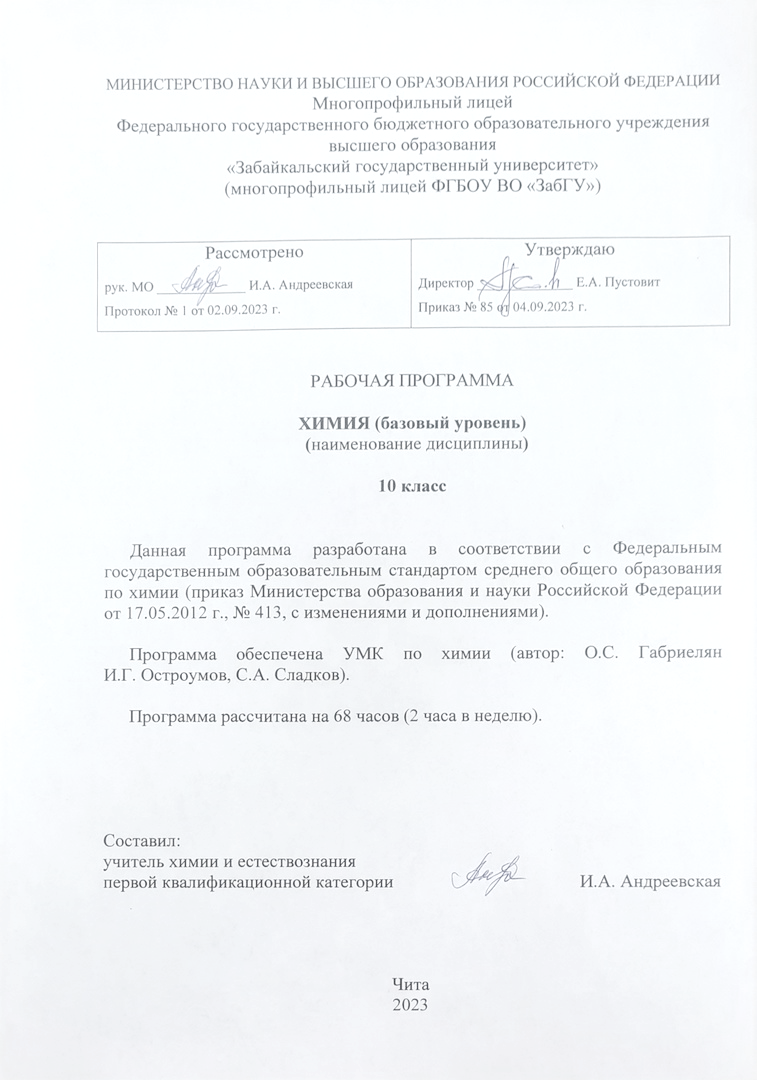 МИНИСТЕРСТВО НАУКИ И ВЫСШЕГО ОБРАЗОВАНИЯ РОССИЙСКОЙ ФЕДЕРАЦИИ
Многопрофильный лицей
Федерального государственного бюджетного образовательного учреждения
высшего образования
«Забайкальский государственный университет»
(многопрофильный лицей ФГБОУ ВО «ЗабГУ»)
Рассмотрено
рук. МО ____________ И.А. Андреевская
Протокол № 1 от 02.09.2023 г.
Утверждаю
Директор ____________ Е.А. Пустовит
Приказ № 85 от 04.09.2023 г.
РАБОЧАЯ ПРОГРАММА
ХИМИЯ (базовый уровень)
(наименование дисциплины)
10 класс
Данная программа разработана в соответствии с Федеральным
государственным образовательным стандартом среднего общего образования
по химии (приказ Министерства образования и науки Российской Федерации
от 17.05.2012 г., № 413, с изменениями и дополнениями).
Программа обеспечена УМК по химии (автор: О.С. Габриелян
И.Г. Остроумов, С.А. Сладков).
Программа рассчитана на 68 часов (2 часа в неделю).
Составил:
учитель химии и естествознания
первой квалификационной категории И.А. Андреевская
Чита
2023